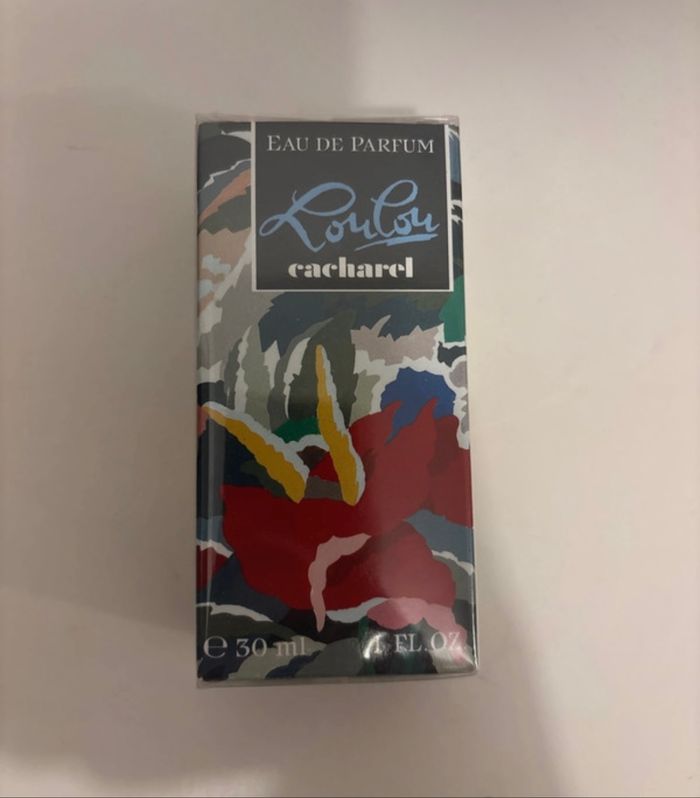 EAU DE PARFUM
Loulou
cacharel
℮ 30 ml 1 FL.OZ